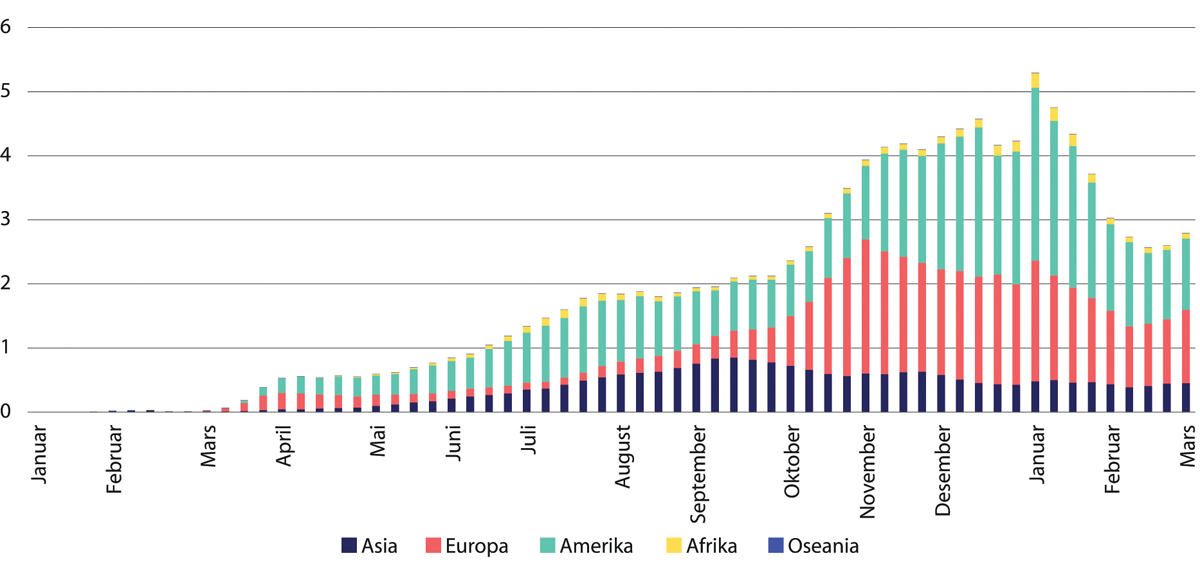 6
5
4
3
2
1
0
Januar
Februar
Mars
April
Mai
Juni
Juli
August
September
Oktober
November
Desember
Januar
Februar
Mars
Asia
Europa
Amerika
Afrika
Oseania